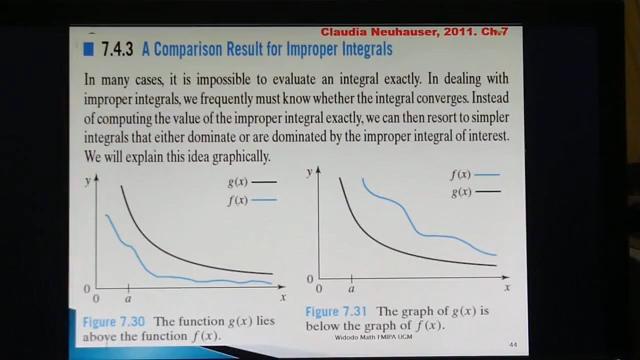 Claudia Neuhauser, 2011. Ch.7
7.4.3 A Comparison Result for Improper Integrals
In many cases, it is impossible to evaluate an integral exactly. In dealing with
improper integrals, we frequently must know whether the integral converges. Instead
of computing the value of the improper integral exactly, we can then resort to simpler
integrals that either dominate or are dominated by the improper integral of interest.
We will explain this idea graphically.
y
g(x)
f(x)
0
0
a
x
Figure 7.30 The function g(x) lies
above the function f(x).
y
f(x)
g(x)
0
0
a
x
Figure 7.31 The graph of g(x) is
below the graph of f(x).
Widodo Math FMIPA UGM
44